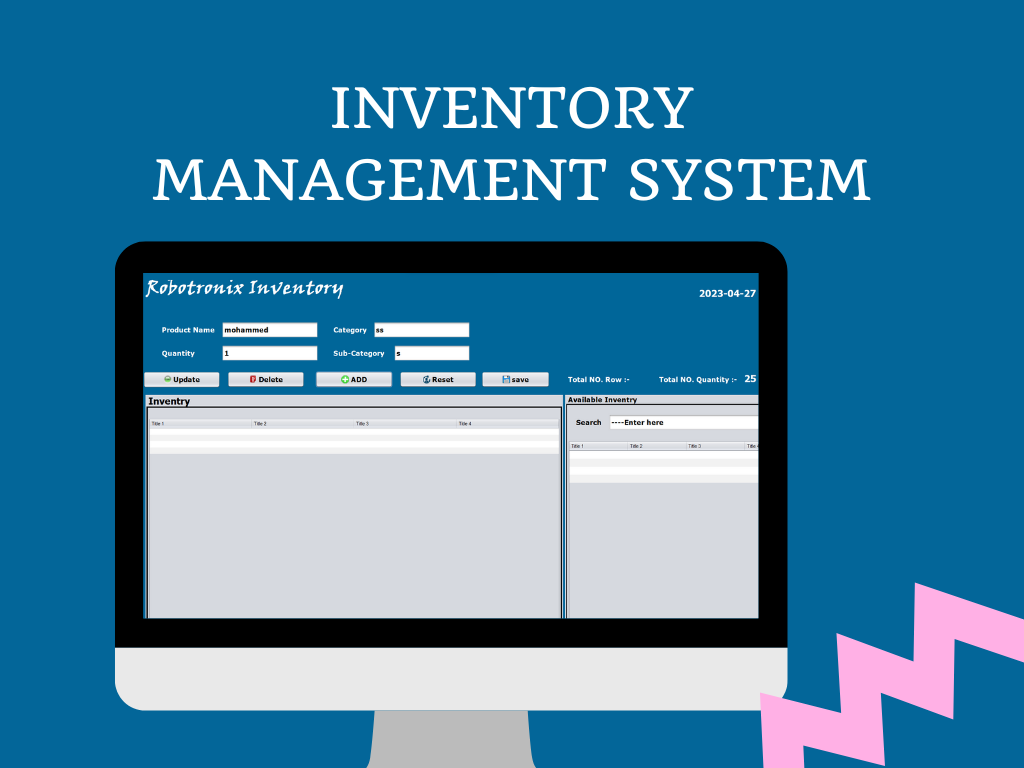 INVENTORY
MANAGEMENT SYSTEM
Robotronix Inventory
2023-04-27
Product Name mohammed Category ss
Quantity 1 Sub-Category s
Update Delete ADD Reset save Total NO. Row :- Total NO. Quantity :- 25
Inventry
Available Inventry
Search ----Enter here
Title 1 Title 2 Title 3 Title 4
Title 1 Title 2 Title 3 Title